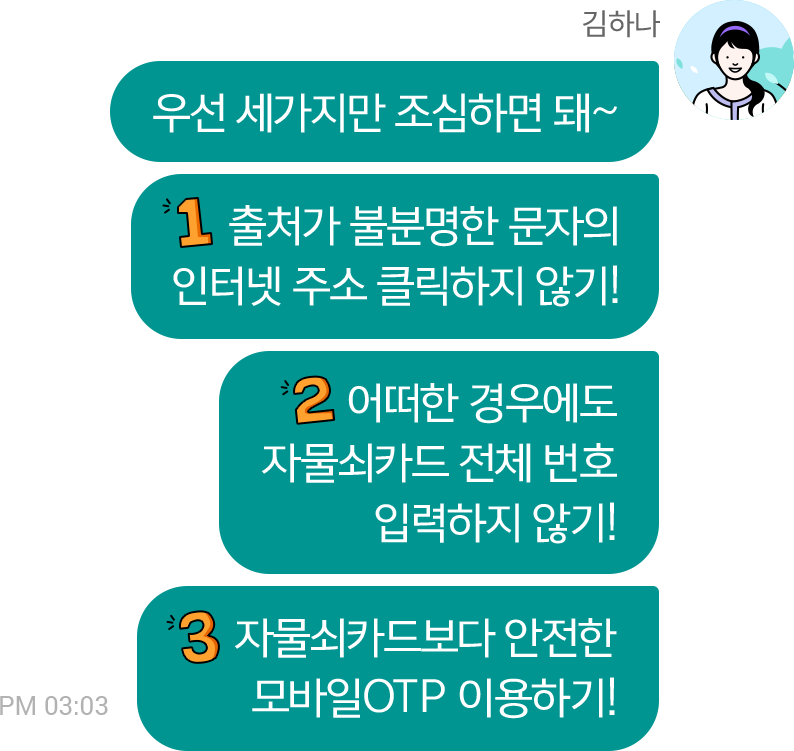 김하나
우선 세가지만 조심하면 돼~
1 출처가 불분명한 문자의
인터넷 주소 클릭하지 않기!
2 어떠한 경우에도
자물쇠카드 전체 번호
입력하지 않기!
3 자물쇠카드보다 안전한
모바일OTP 이용하기!
PM 03:03